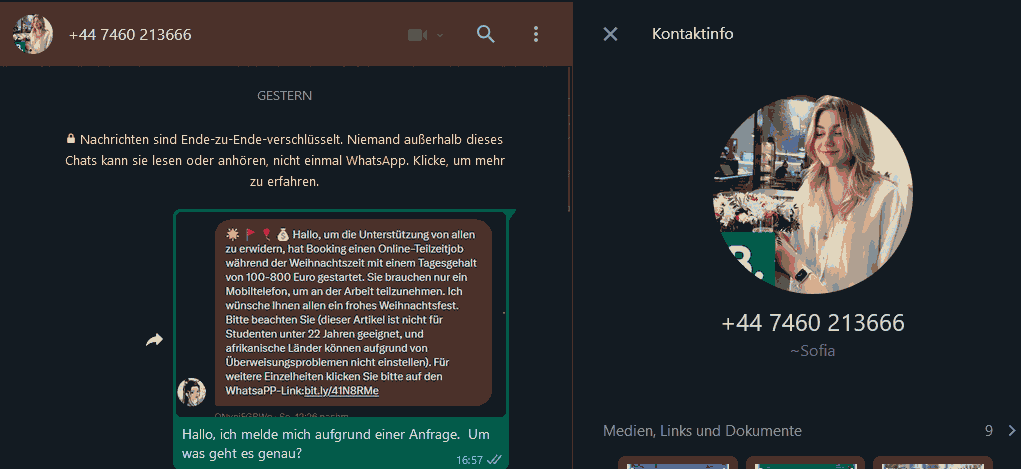 +44 7460 213666
GESTERN
Nachrichten sind Ende-zu-Ende-verschlüsselt. Niemand außerhalb dieses
Chats kann sie lesen oder anhören, nicht einmal WhatsApp. Klicke, um mehr
zu erfahren.
Hallo, um die Unterstützung von allen
zu erwidern, hat Booking einen Online-Teilzeitjob
während der Weihnachtszeit mit einem Tagesgehalt
von 100-800 Euro gestartet. Sie brauchen nur ein
Mobiltelefon, um an der Arbeit teilzunehmen. Ich
wünsche Ihnen allen ein frohes Weihnachtsfest.
Bitte beachten Sie (dieser Artikel ist nicht für
Studenten unter 22 Jahren geeignet, und
afrikanische Länder können aufgrund von
Überweisungsproblemen nicht einstellen). Für
weitere Einzelheiten klicken Sie bitte auf den
WhatsaPP-Link:bit.ly/41N8RMe
Hallo, ich melde mich aufgrund einer Anfrage. Um
was geht es genau?
16:57
Kontaktinfo
B.
+44 7460 213666
~Sofia
Medien, Links und Dokumente 9